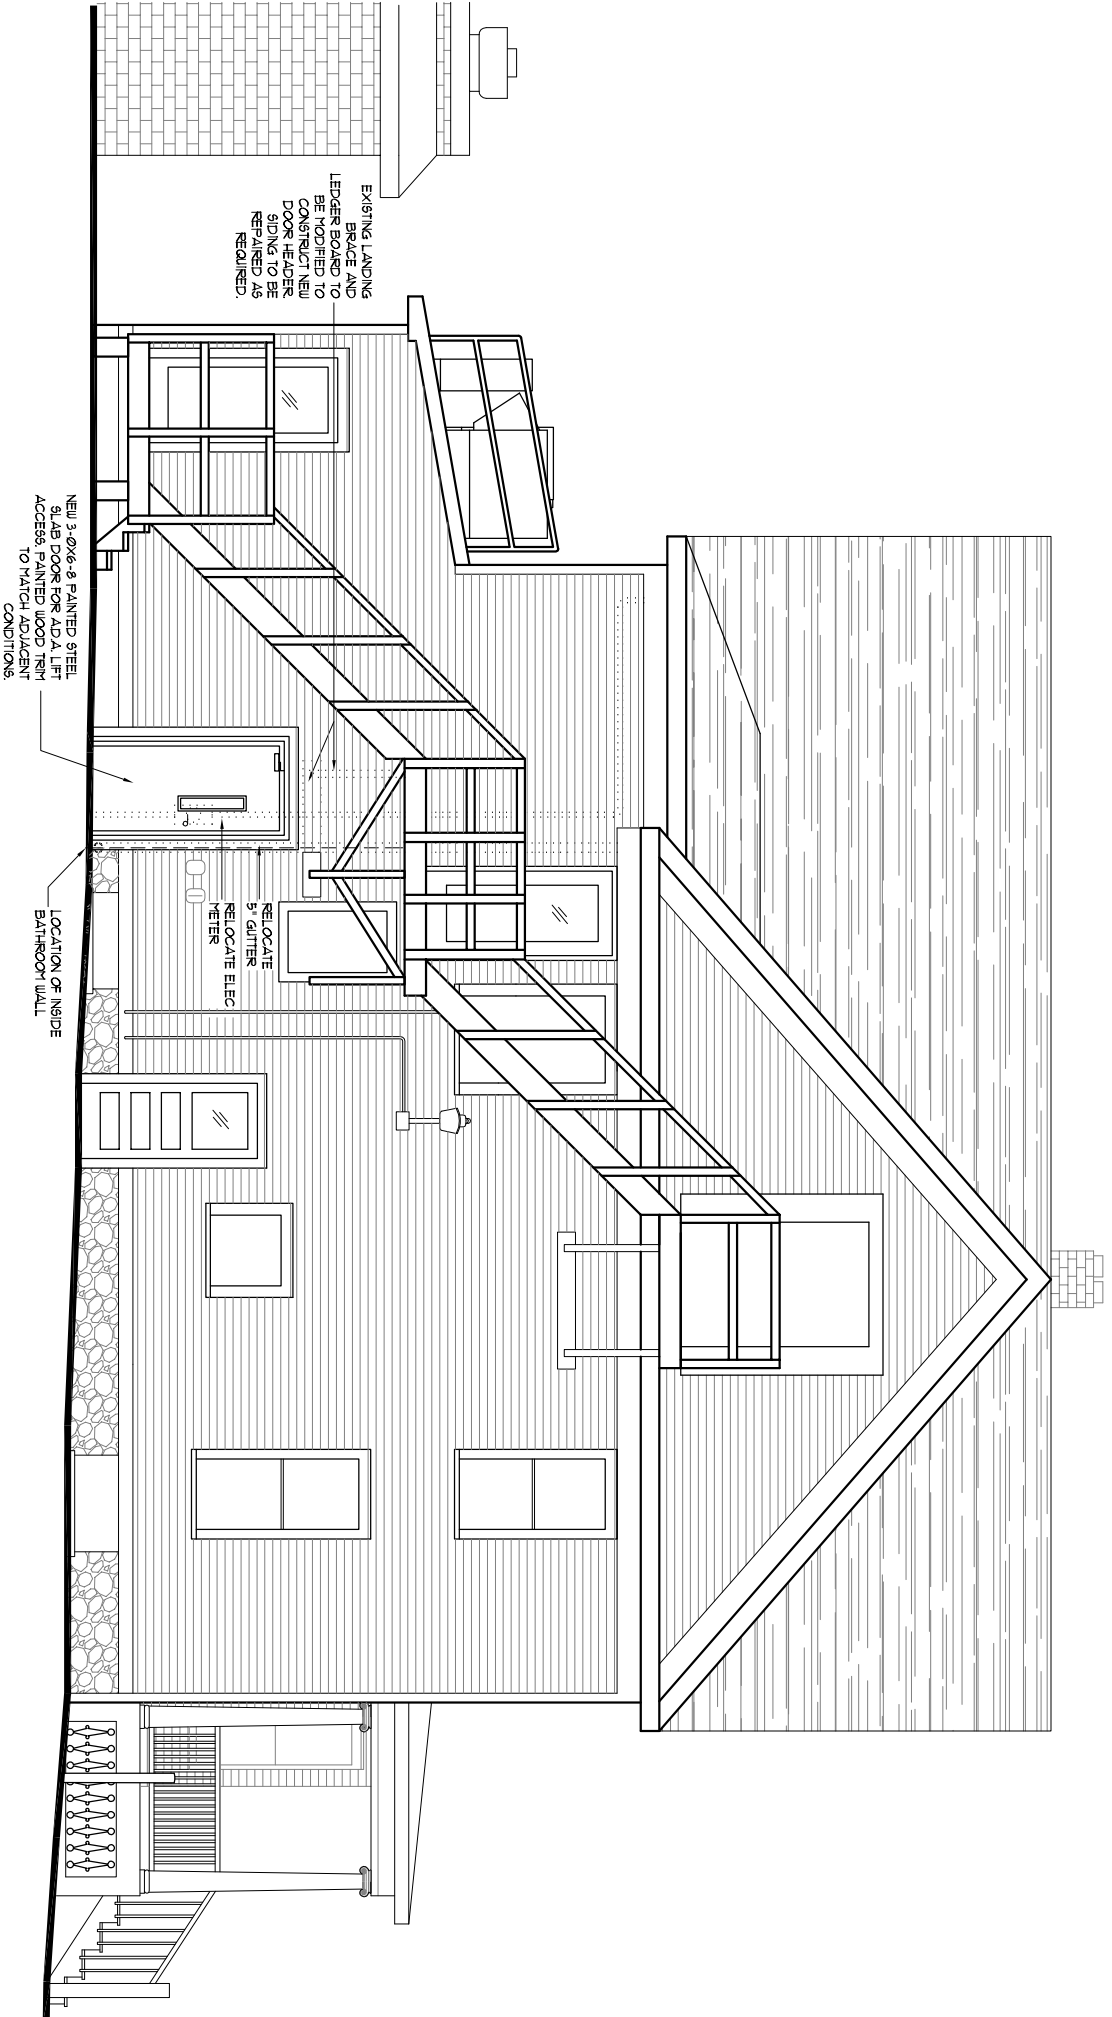 EXISTING LANDING
BRACE AND
LEDGER BOARD TO
BE MODIFIED TO
CONSTRUCT NEW
DOOR HEADER.
SIDING TO BE
REPAIRED AS
REQUIRED.
NEW 3-0X6-8 PAINTED STEEL
SLAB DOOR FOR A.D.A. LIFT
ACCESS. PAINTED WOOD TRIM
TO MATCH ADJACENT
CONDITIONS.
RELOCATE
5" GUTTER
RELOCATE ELEC
METER
LOCATION OF INSIDE
BATHROOM WALL